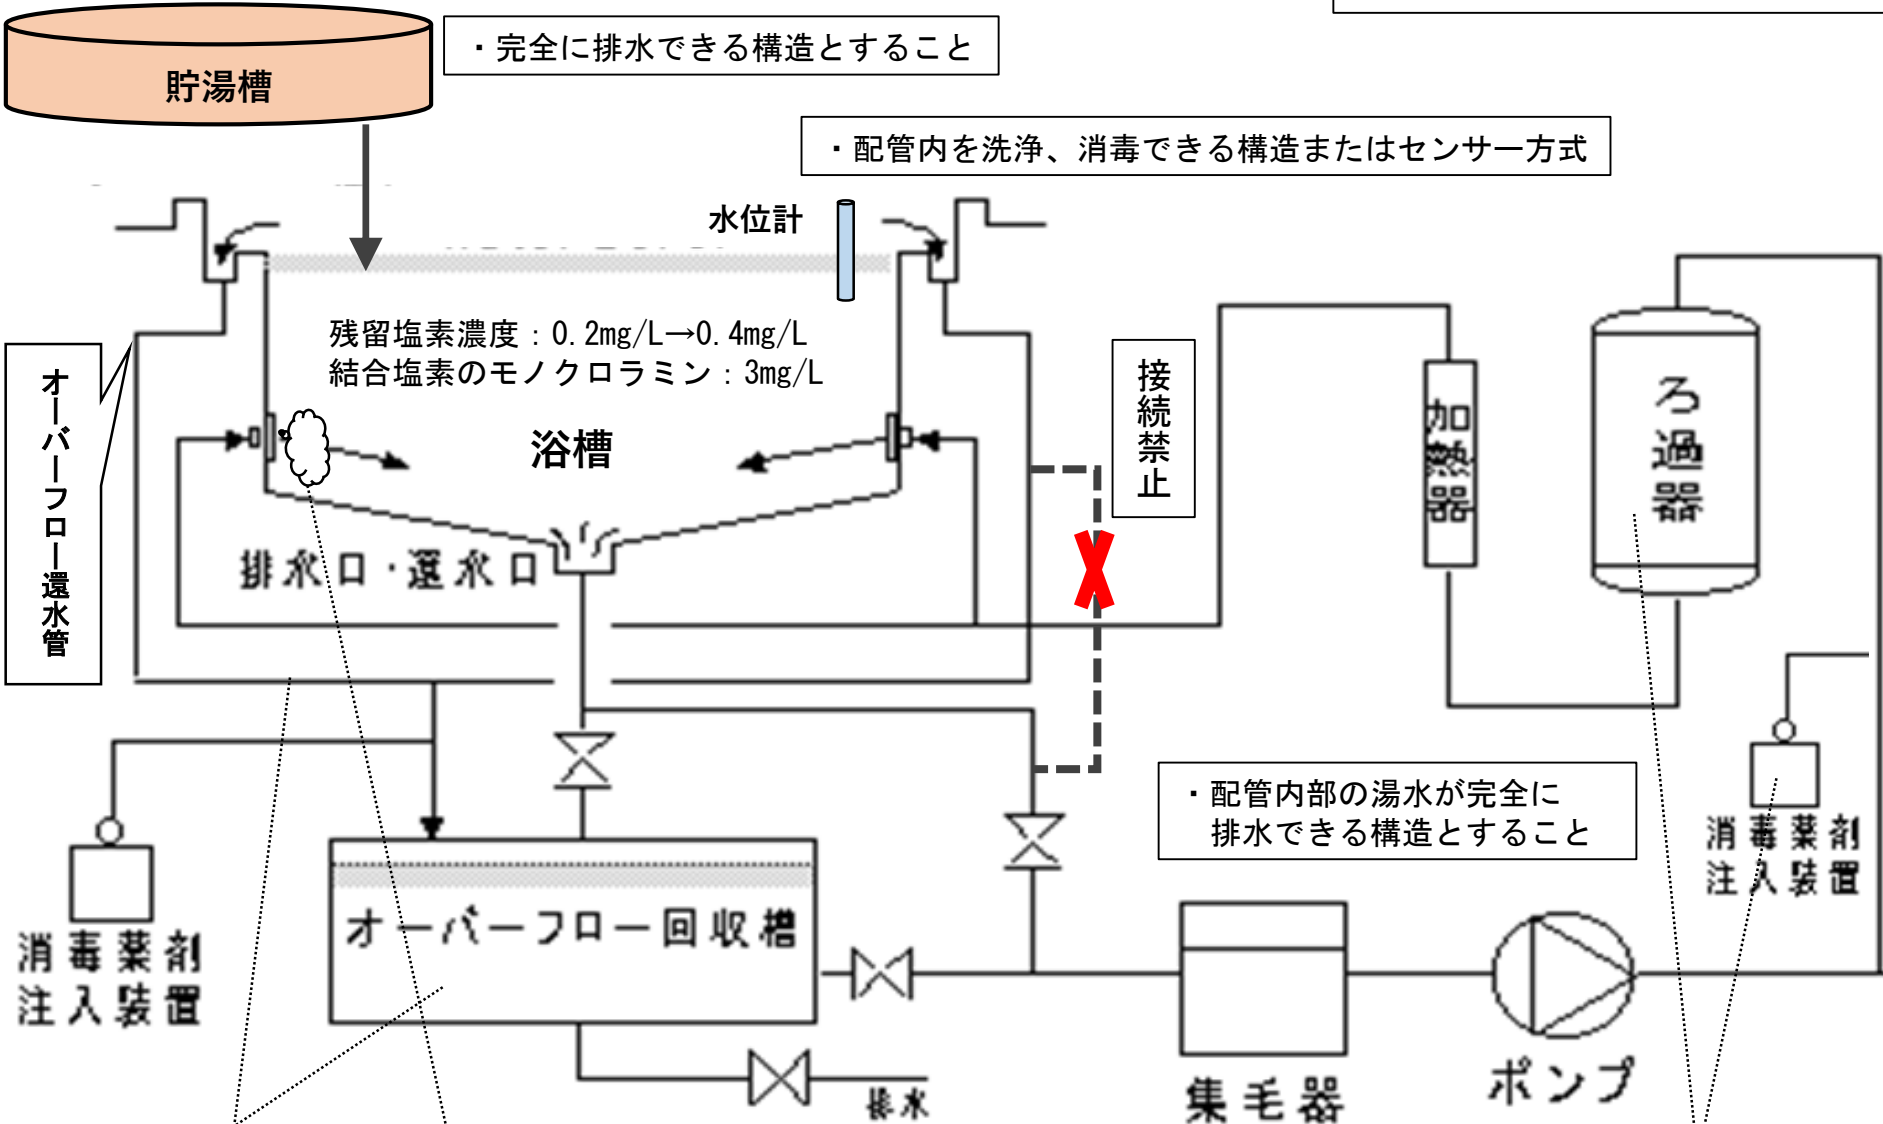 ・完全に排水できる構造とすること
貯湯槽
・配管内を洗浄、消毒できる構造またはセンサー方式
水位計
残留塩素濃度：0.2mg/L→0.4mg/L
結合塩素のモノクロラミン：3mg/L
オーバーフロー還水管
接続禁止
加熱器
ろ過器
浴槽
排水口・還水口
・配管内部の湯水が完全に
排水できる構造とすること
消毒薬剤
注入装置
オーバーフロー回収槽
消毒薬剤
注入装置
集毛器
ポンプ
排水